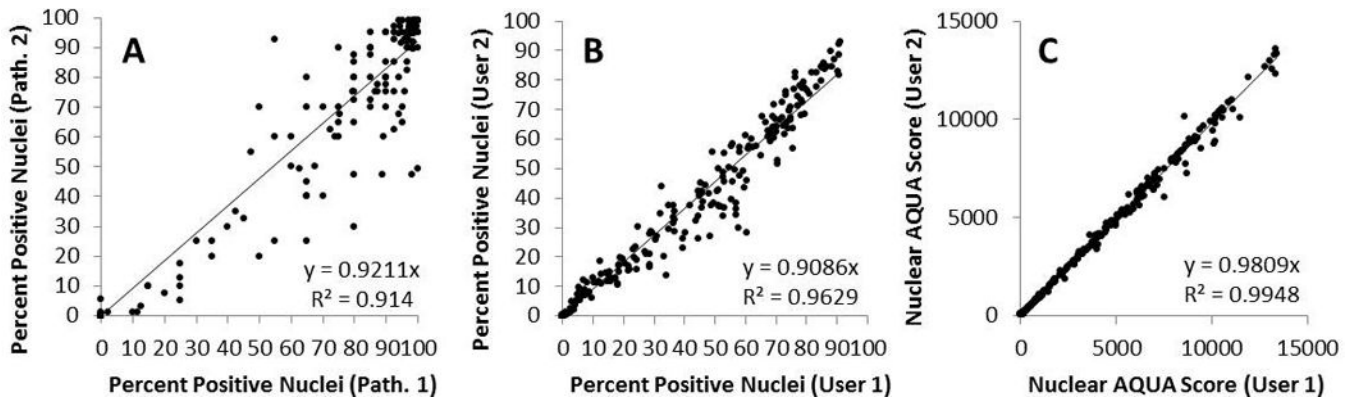 A
Percent Positive Nuclei (Path. 2)
100
90
80
70
60
50
40
30
20
10
0
y = 0.9211x
R² = 0.914
0 10 20 30 40 50 60 70 80 90 100
Percent Positive Nuclei (Path. 1)
B
Percent Positive Nuclei (User 2)
100
90
80
70
60
50
40
30
20
10
0
y = 0.9086x
R² = 0.9629
0 10 20 30 40 50 60 70 80 90 100
Percent Positive Nuclei (User 1)
C
Nuclear AQUA Score (User 2)
15000
10000
5000
0
y = 0.9809x
R² = 0.9948
0 5000 10000 15000
Nuclear AQUA Score (User 1)